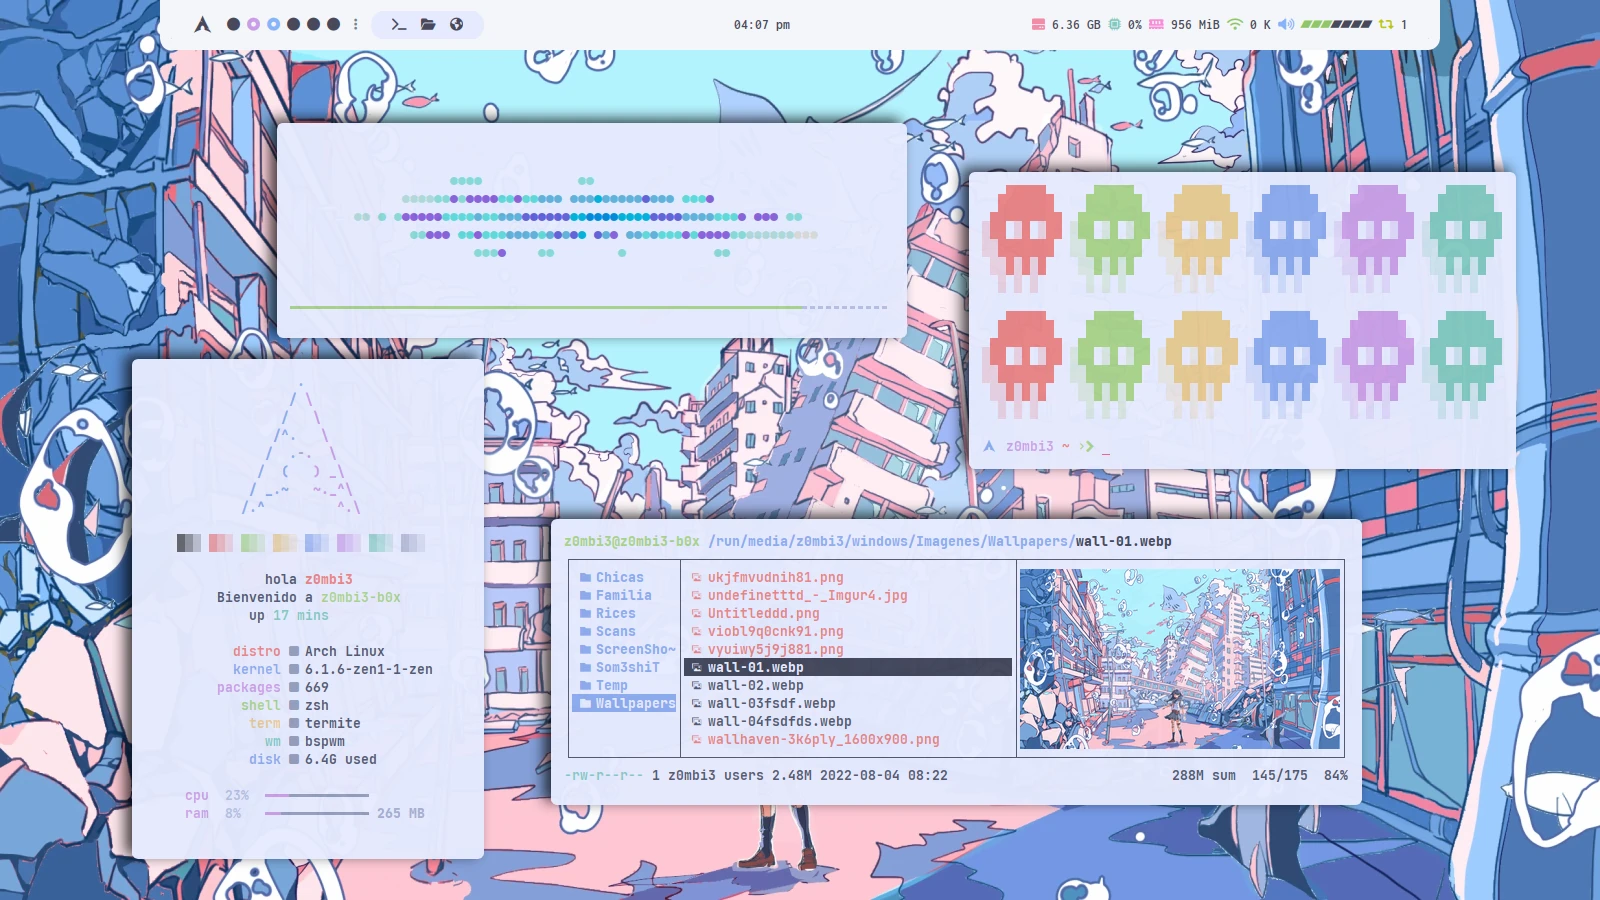 04:07 pm
6.36 GB 0% 956 MiB 0 K 1
z0mbi3 ~
hola z0mbi3
Bienvenido a z0mbi3-b0x
up 17 mins
distro Arch Linux
kernel 6.1.6-zen1-1-zen
packages 669
shell zsh
term termite
wm bspwm
disk 6.4G used
cpu 23%
ram 8% 265 MB
z0mbi3@z0mbi3-b0x /run/media/z0mbi3/windows/Imagenes/Wallpapers/wall-01.webp
Chicas
Familia
Rices
Scans
ScreenSho~
Som3shiT
Temp
Wallpapers
ukjfmvudnih81.png
undefinetttd_-_Imgur4.jpg
Untitleddd.png
viobl9q0cnk91.png
vyuiwy5j9j881.png
wall-01.webp
wall-02.webp
wall-03fsdf.webp
wall-04fsdfds.webp
wallhaven-3k6ply_1600x900.png
-rw-r--r-- 1 z0mbi3 users 2.48M 2022-08-04 08:22 288M sum 145/175 84%